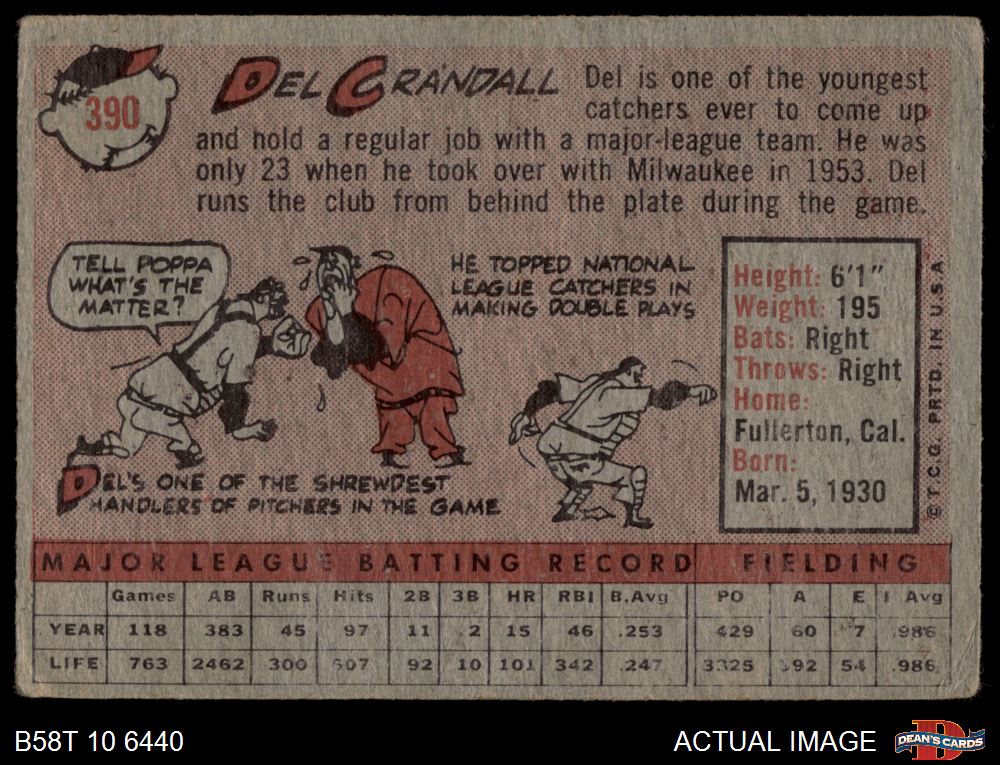 390
DEL CRANDALL
Del is one of the youngest
catchers ever to come up
and hold a regular job with a major-league team. He was
only 23 when he took over with Milwaukee in 1953. Del
runs the club from behind the plate during the game.
TELL POPPA
WHAT'S THE
MATTER?
HE TOPPED NATIONAL
LEAGUE CATCHERS IN
MAKING DOUBLE PLAYS
DEL'S ONE OF THE SHREWDEST
HANDLERS OF PITCHERS IN THE GAME
Height: 6'1"
Weight: 195
Bats: Right
Throws: Right
Home:
Fullerton, Cal.
Born:
Mar. 5, 1930
©T.C.G. PRTD. IN U.S.A
MAJOR LEAGUE BATTING RECORD FIELDING
Games AB Runs Hits 2B 3B HR RBI B.Avg PO A E Avg
YEAR 118 383 45 97 11 2 15 46 .253 429 60 7 .986
LIFE 763 2462 300 607 92 10 101 342 .247 3325 392 54 .986
B58T 10 6440
ACTUAL IMAGE
DEAN'S CARDS